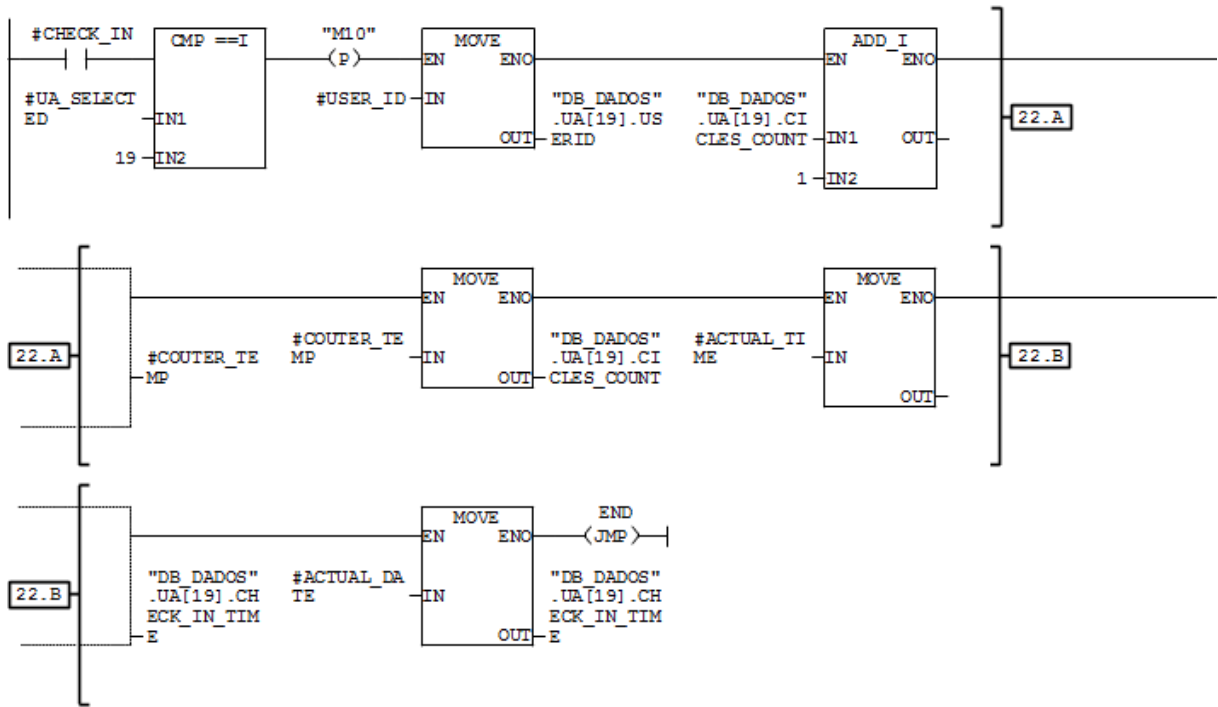 #CHECK_IN
CMP ==I
"M10"
(P)
MOVE
ADD_I
EN
ENO
EN
ENO
#UA_SELECT
ED
IN1
#USER_ID
IN
"DB_DADOS"
.UA[19].US
ERID
OUT
"DB_DADOS"
.UA[19].CI
CLES_COUNT
IN1
OUT
22.A
19
IN2
1
IN2
MOVE
MOVE
EN
ENO
EN
ENO
22.A
#COUTER_TE
MP
#COUTER_TE
MP
IN
"DB_DADOS"
.UA[19].CI
CLES_COUNT
OUT
#ACTUAL_TI
ME
IN
OUT
22.B
MOVE
END
EN
ENO
(JMP)
22.B
"DB_DADOS"
.UA[19].CH
ECK_IN_TIM
E
#ACTUAL_DA
TE
IN
OUT
"DB_DADOS"
.UA[19].CH
ECK_IN_TIM
E